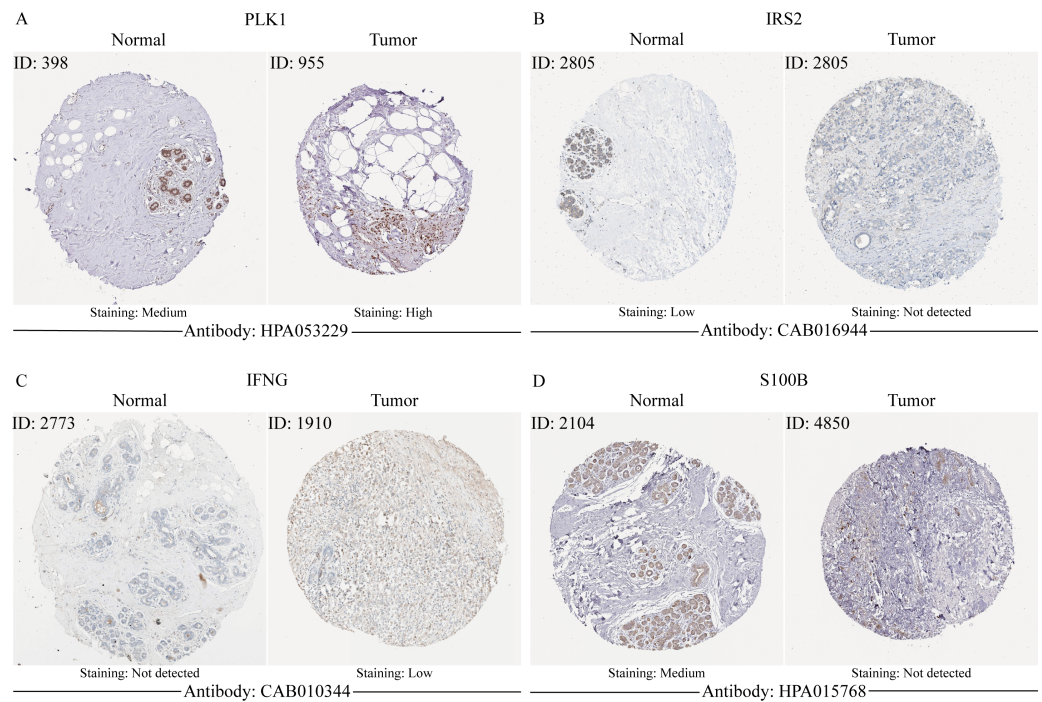 A
PLK1
Normal
Tumor
ID: 398
ID: 955
Staining: Medium
Staining: High
Antibody: HPA053229
B
IRS2
Normal
Tumor
ID: 2805
ID: 2805
Staining: Low
Staining: Not detected
Antibody: CAB016944
C
IFNG
Normal
Tumor
ID: 2773
ID: 1910
Staining: Not detected
Staining: Low
Antibody: CAB010344
D
S100B
Normal
Tumor
ID: 2104
ID: 4850
Staining: Medium
Staining: Not detected
Antibody: HPA015768